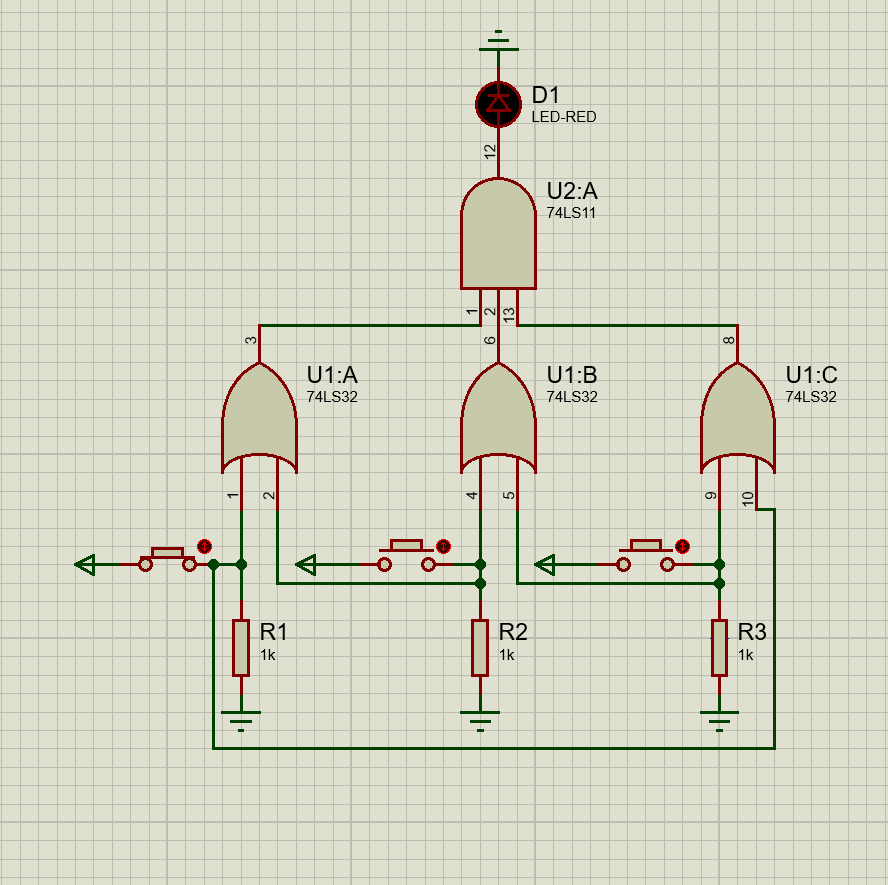 D1
LED-RED
12
U2:A
74LS11
1
2
13
3
6
8
U1:A
74LS32
U1:B
74LS32
U1:C
74LS32
1
2
4
5
9
10
R1
1k
R2
1k
R3
1k